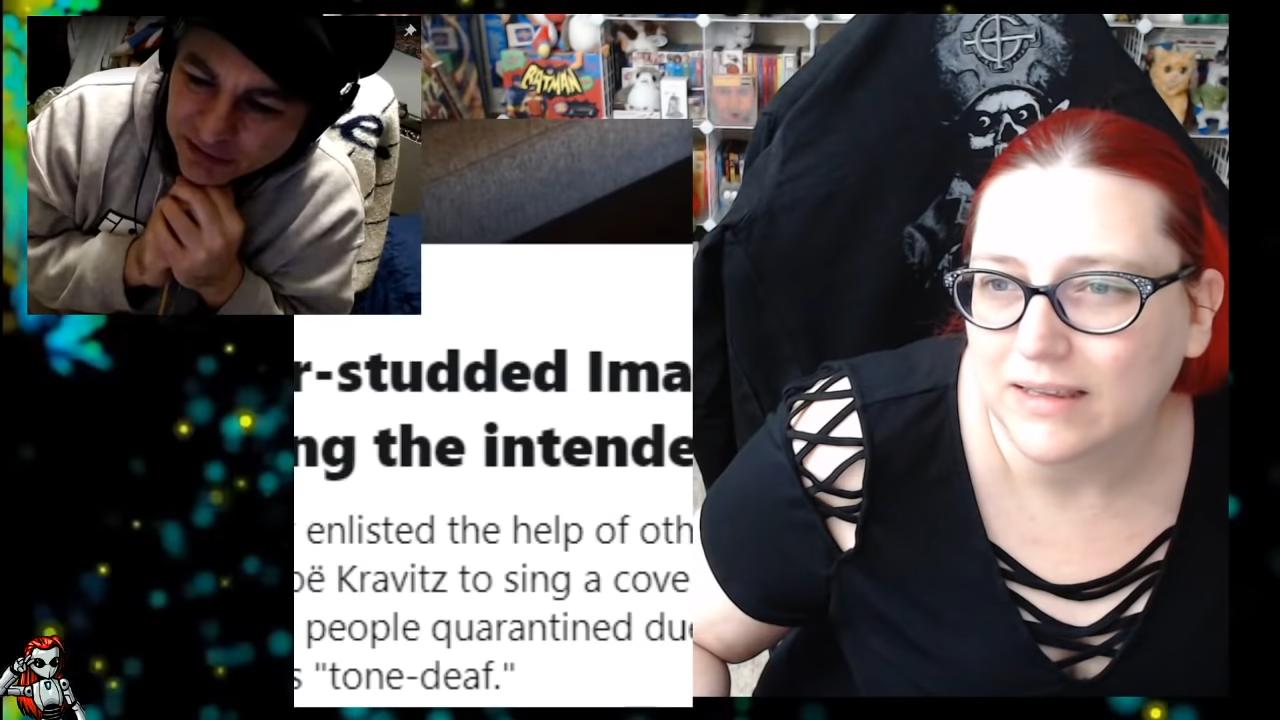 BATMAN
e
r-studded Ima
ng the intende
enlisted the help of oth
oë Kravitz to sing a cove
people quarantined du
s "tone-deaf."